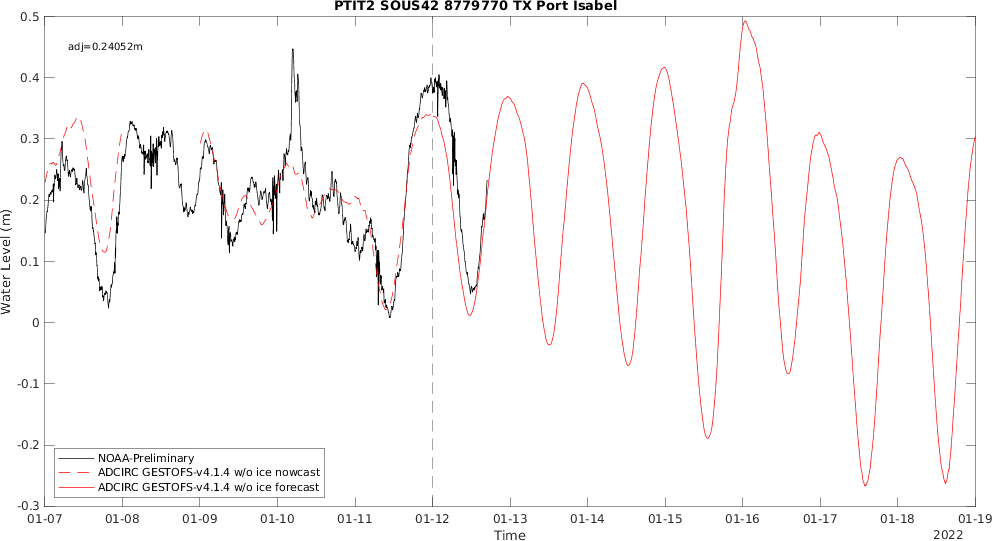 PTIT2 SOUS42 8779770 TX Port Isabel
adj=0.24052m
0.5
0.4
0.3
0.2
0.1
0
-0.1
-0.2
-0.3
Water Level (m)
NOAA-Preliminary
ADCIRC GESTOFS-v4.1.4 w/o ice nowcast
ADCIRC GESTOFS-v4.1.4 w/o ice forecast
01-07 01-08 01-09 01-10 01-11 01-12 01-13 01-14 01-15 01-16 01-17 01-18 01-19
Time
2022